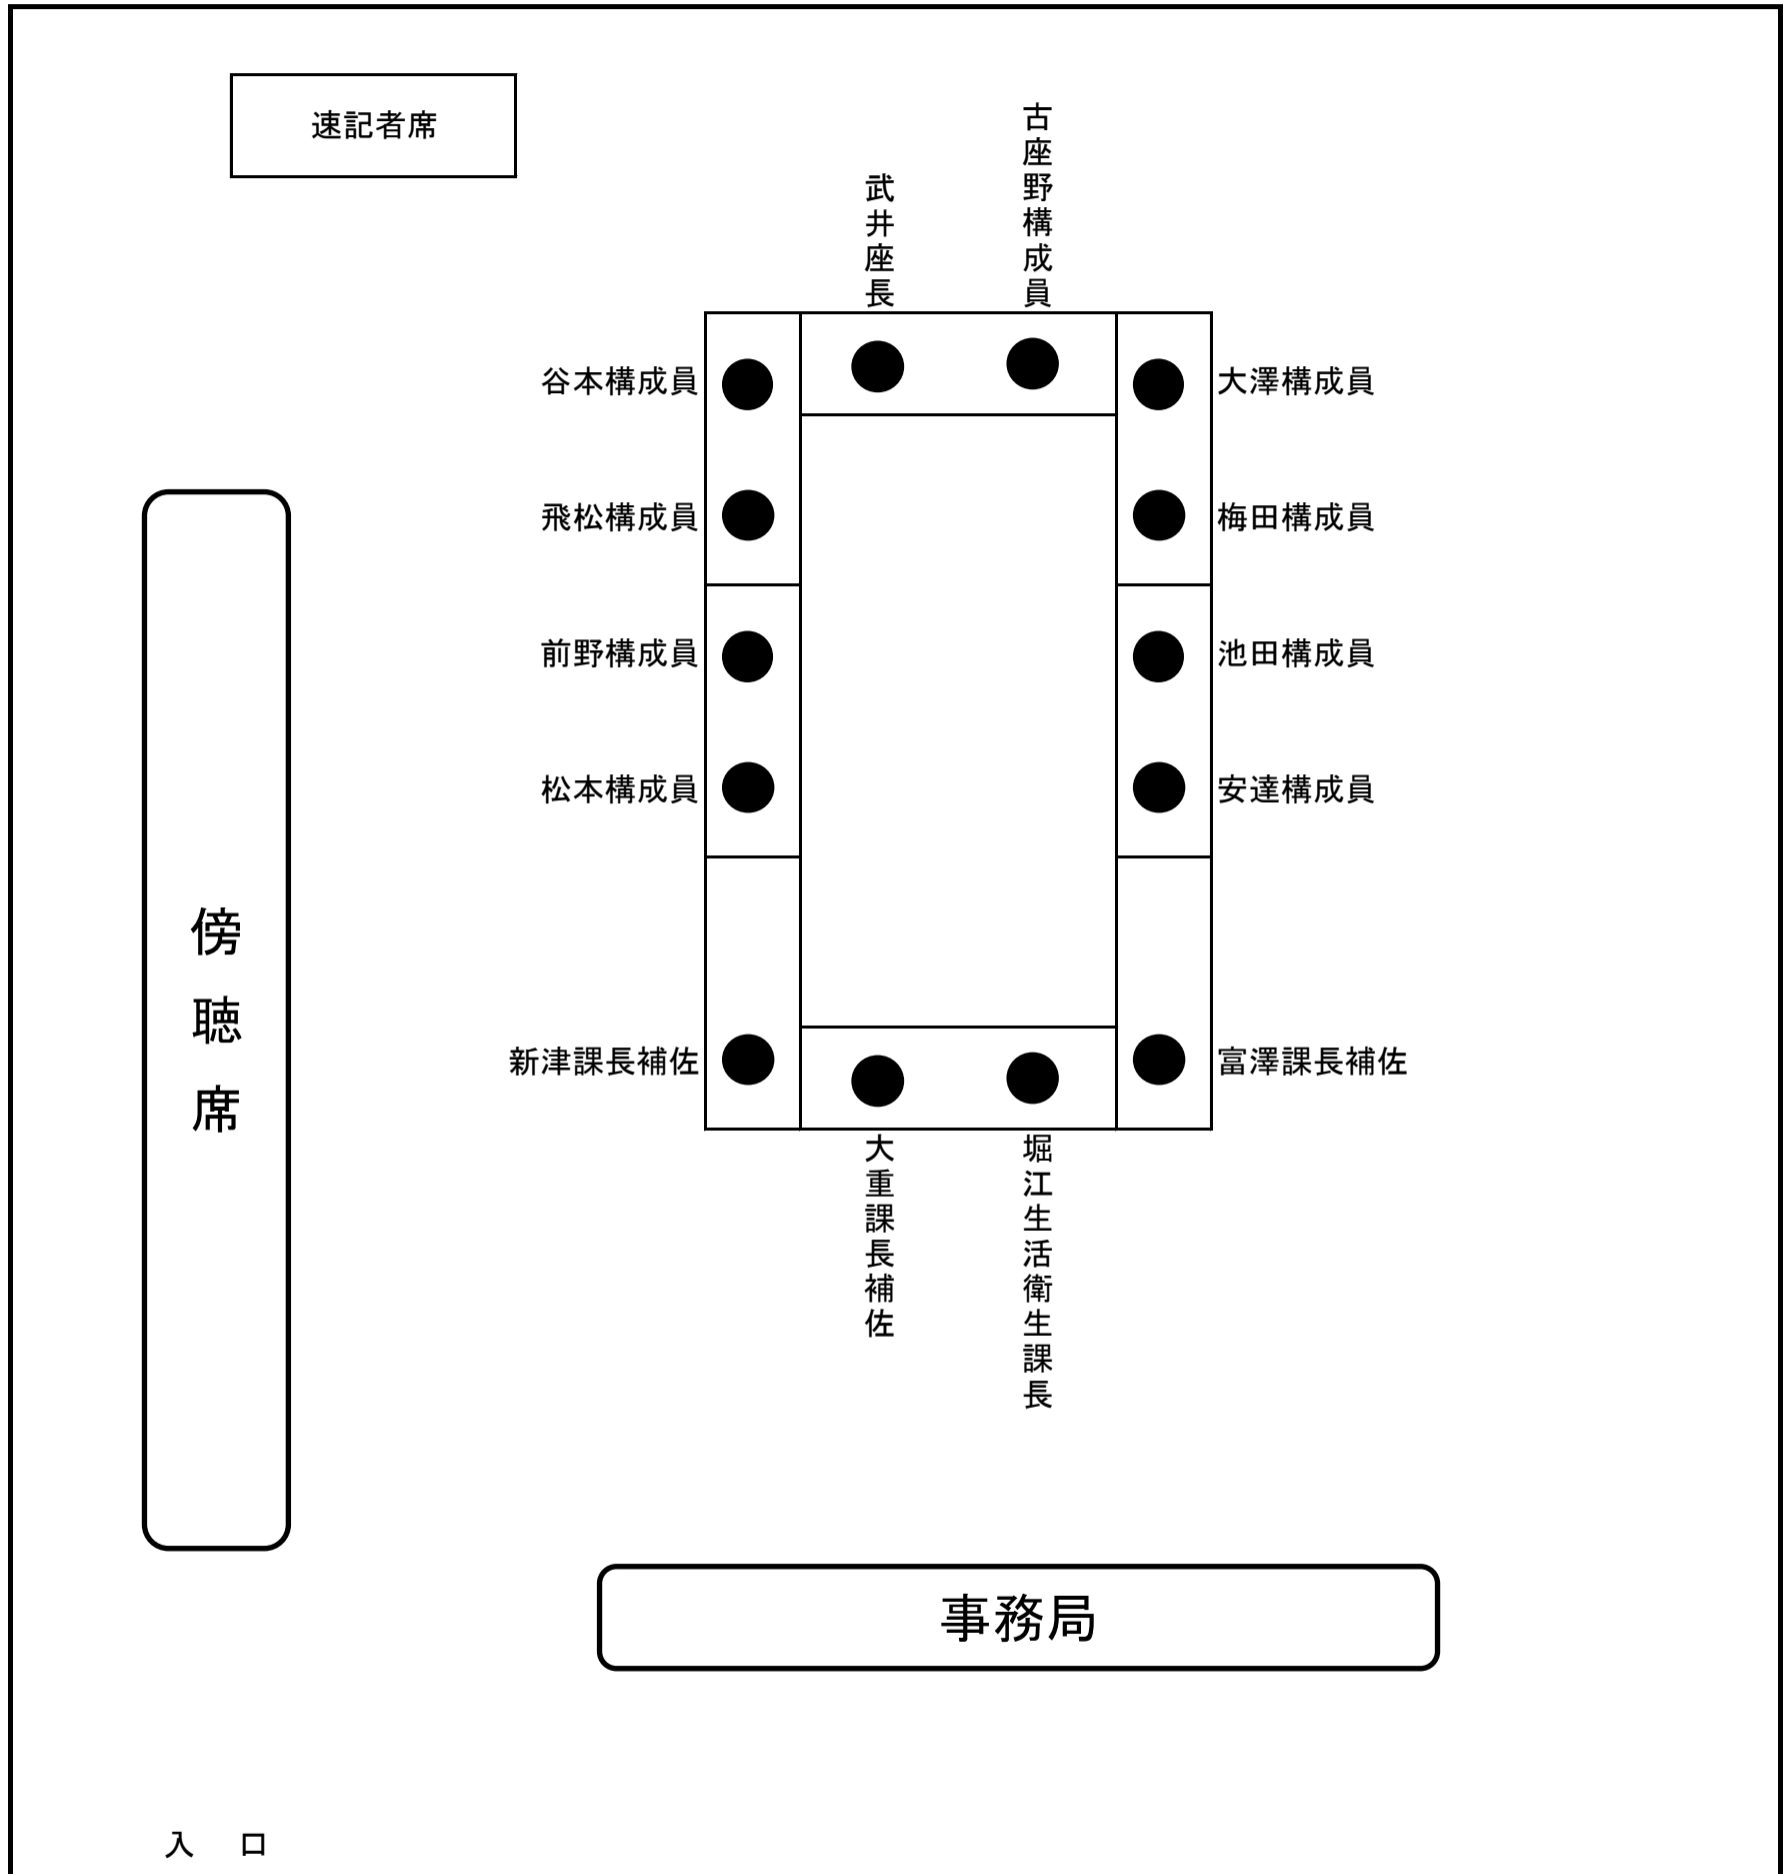 速記者席
武井座長
古座野構成員
谷本構成員
大澤構成員
飛松構成員
梅田構成員
前野構成員
池田構成員
松本構成員
安達構成員
新津課長補佐
富澤課長補佐
大重課長補佐
堀江生活衛生課長
傍聴席
事務局
入 口